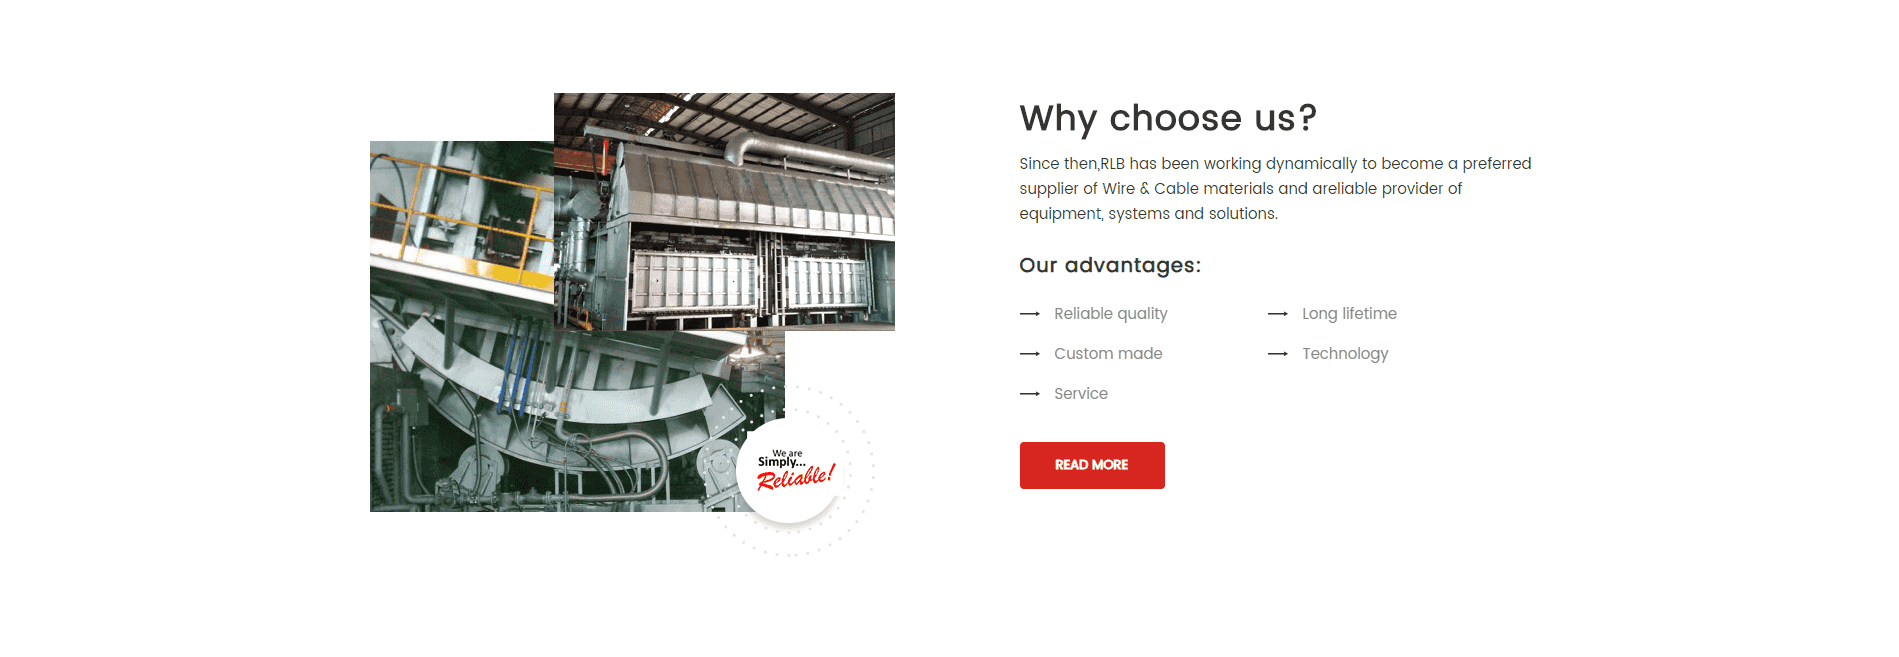 Why choose us?
Since then,RLB has been working dynamically to become a preferred
supplier of Wire & Cable materials and areliable provider of
equipment, systems and solutions.
Our advantages:
Reliable quality
Long lifetime
Custom made
Technology
Service
READ MORE
We are
Simply...
Reliable!